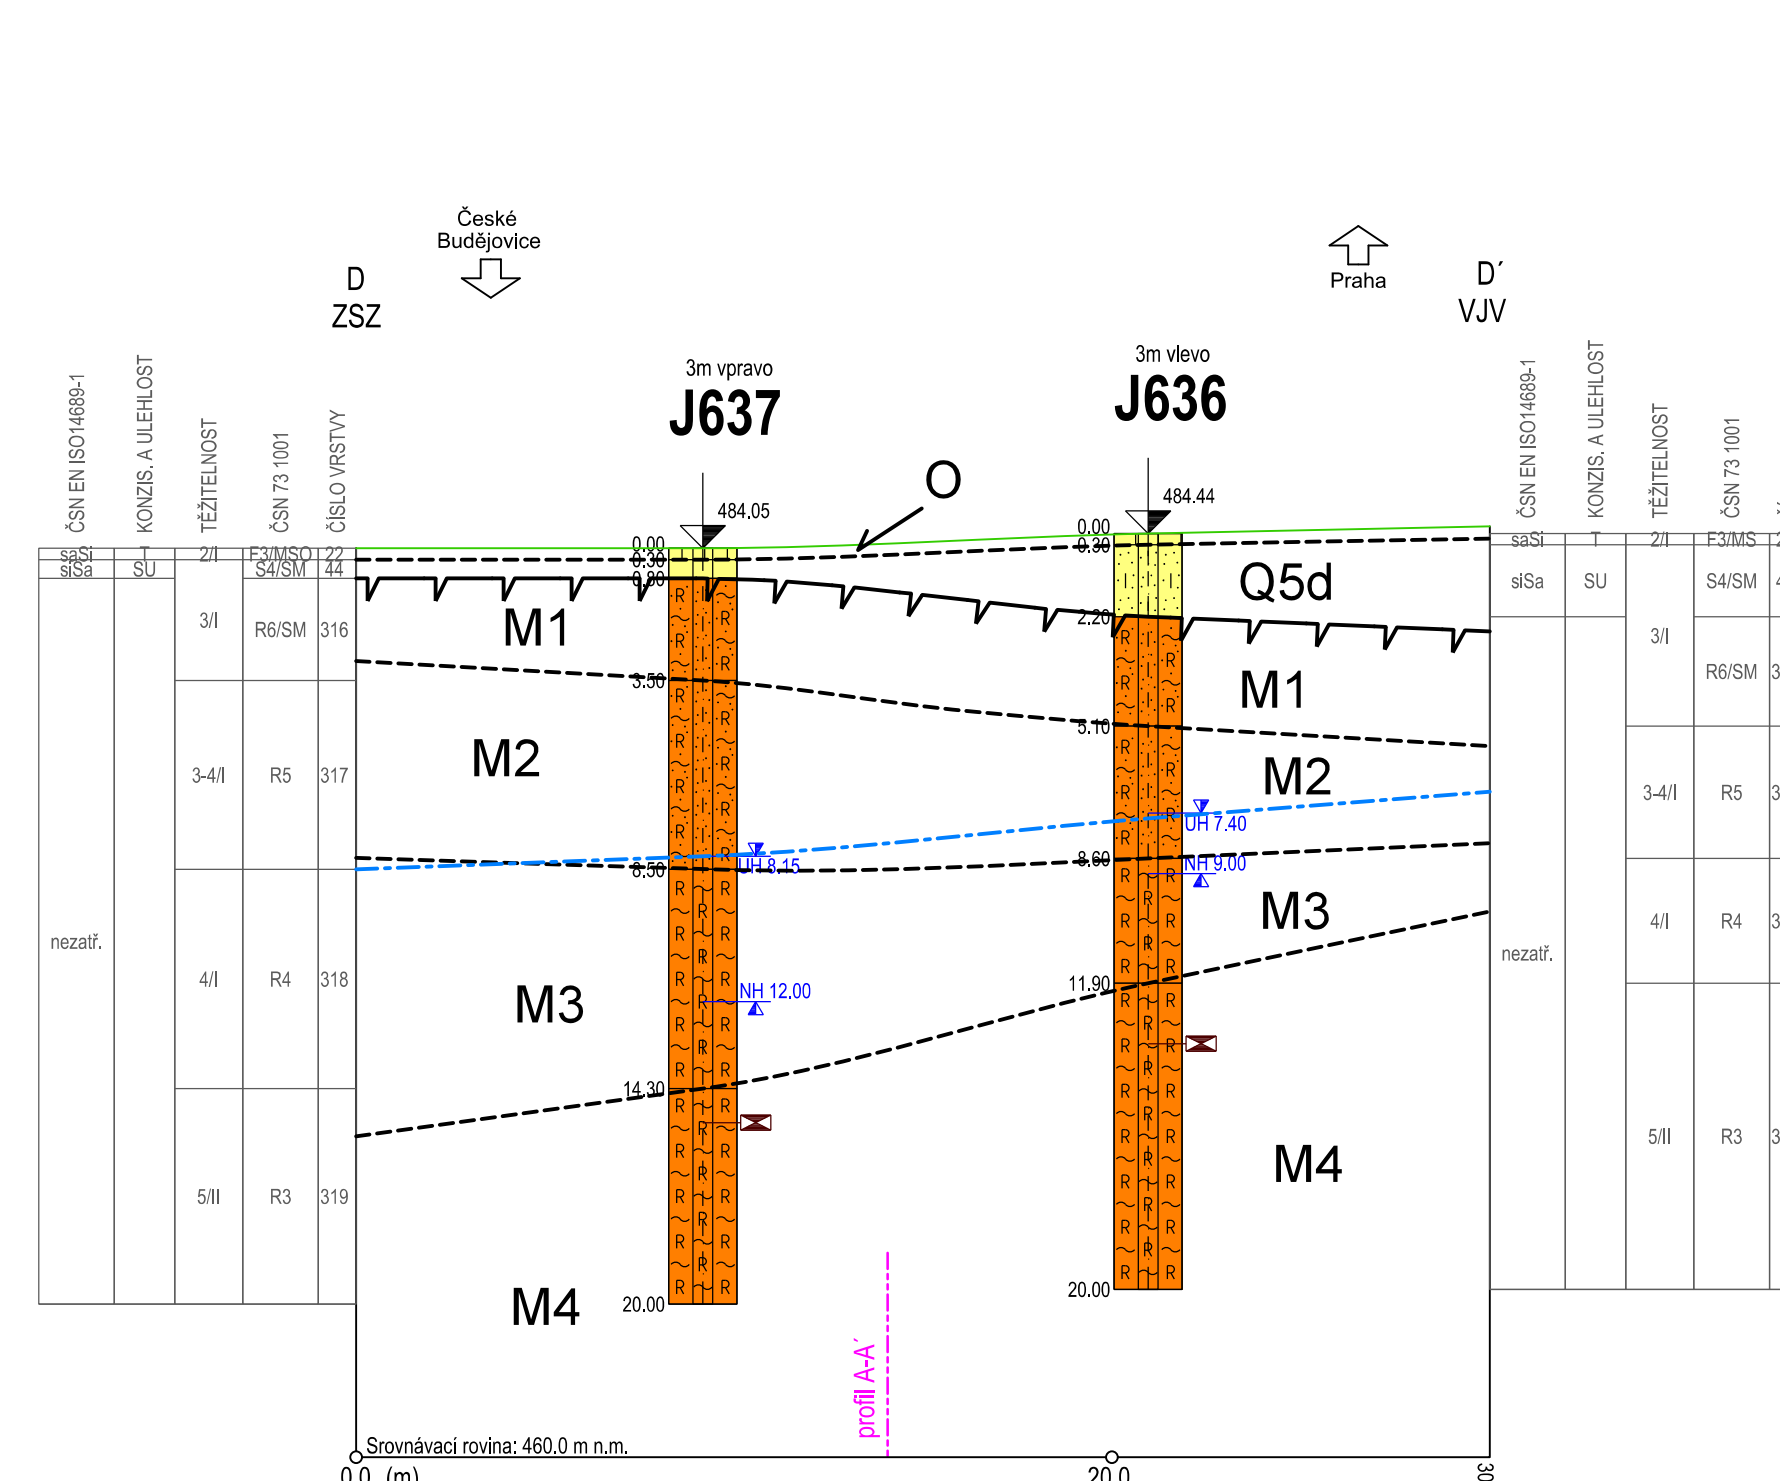 České
Budějovice
Praha
D
ZSZ
D´
VJV
3m vpravo
J637
3m vlevo
J636
ČSN EN ISO14689-1
KONZIS. A ULEHLOST
TĚŽITELNOST
ČSN 73 1001
ČÍSLO VRSTVY
ČSN EN ISO14689-1
KONZIS. A ULEHLOST
TĚŽITELNOST
ČSN 73 1001
484.05
484.44
O
saSi T 2/I F3/MSO 22
siSa SU S4/SM 44
3/I R6/SM 316
3-4/I R5 317
nezatř. 4/I R4 318
5/II R3 319
0.00
0.30
0.80
3.50
8.50
14.30
20.00
0.00
0.30
2.20
5.10
8.60
11.90
20.00
Q5d
M1
M1
M2
M2
M3
M3
M4
M4
UH 8.15
NH 12.00
UH 7.40
NH 9.00
saSi T 2/I F3/MS
siSa SU S4/SM
3/I R6/SM
3-4/I R5
4/I R4
nezatř.
5/II R3
profil A-A´
Srovnávací rovina: 460.0 m n.m.
0.0 (m)
20.0
30